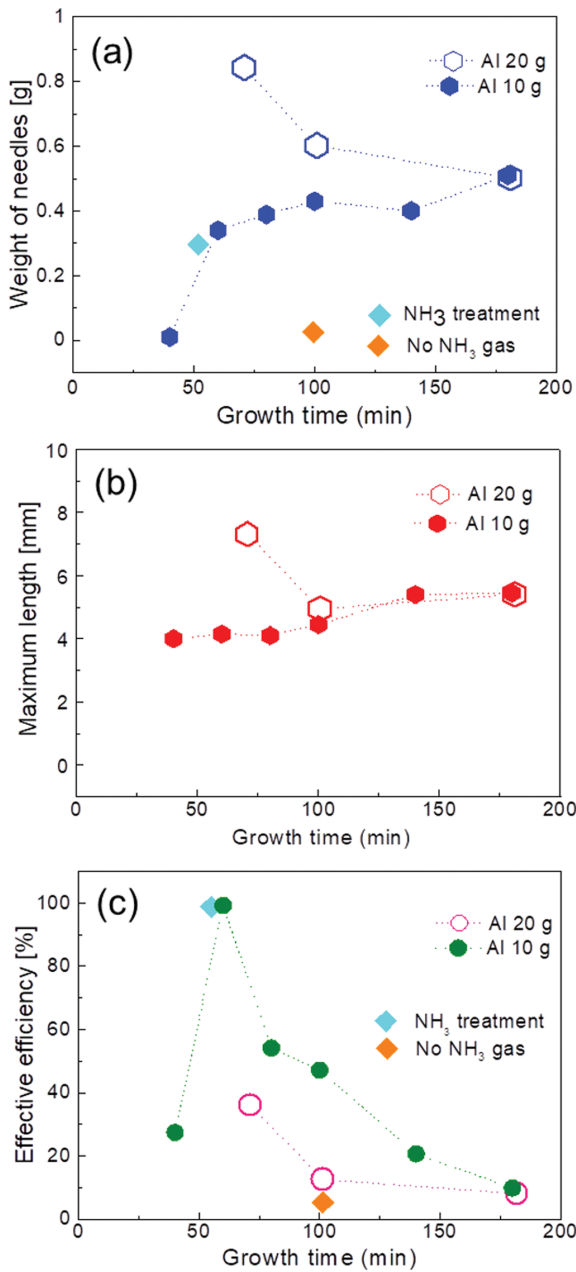 (a)
Al 20 g
Al 10 g
NH3 treatment
No NH3 gas
Weight of needles [g]
1
0.8
0.6
0.4
0.2
0
0 50 100 150 200
Growth time (min)
(b)
Al 20 g
Al 10 g
Maximum length [mm]
10
8
6
4
2
0
0 50 100 150 200
Growth time (min)
(c)
Al 20 g
Al 10 g
NH3 treatment
No NH3 gas
Effective efficiency [%]
100
80
60
40
20
0
0 50 100 150 200
Growth time (min)